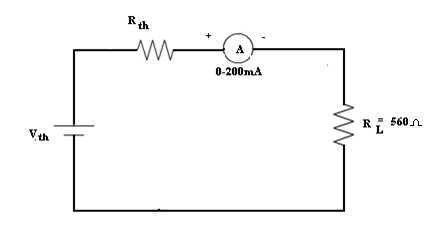 R th
+ A -
0-200mA
V th
R L = 560 Ω